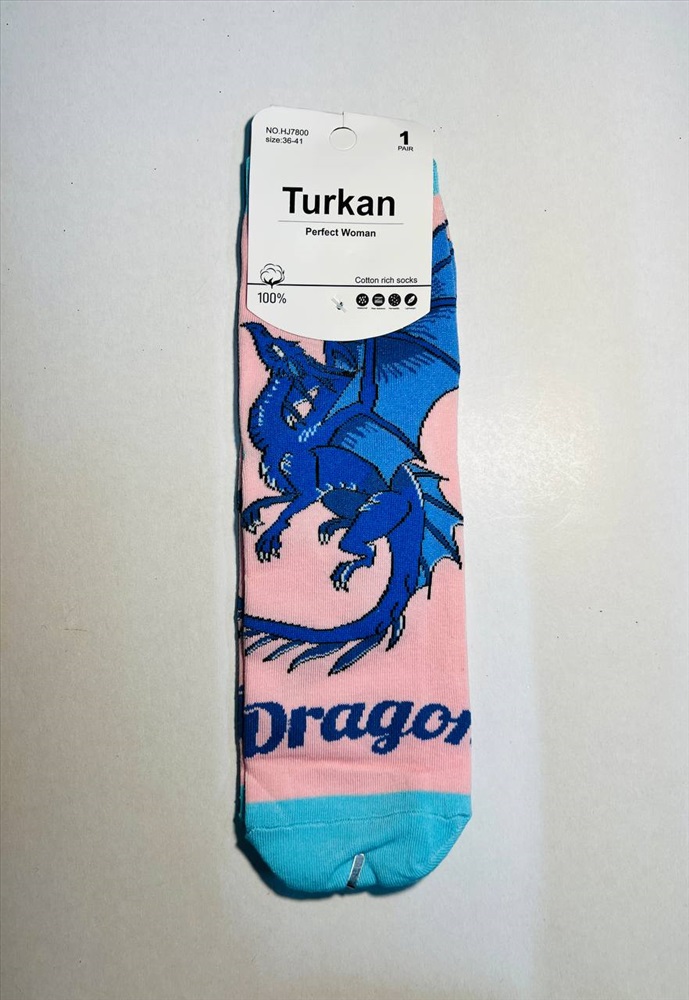 NO.HJ7800
size:36-41
1
PAIR
Turkan
Perfect Woman
Cotton rich socks
100%
Dragon